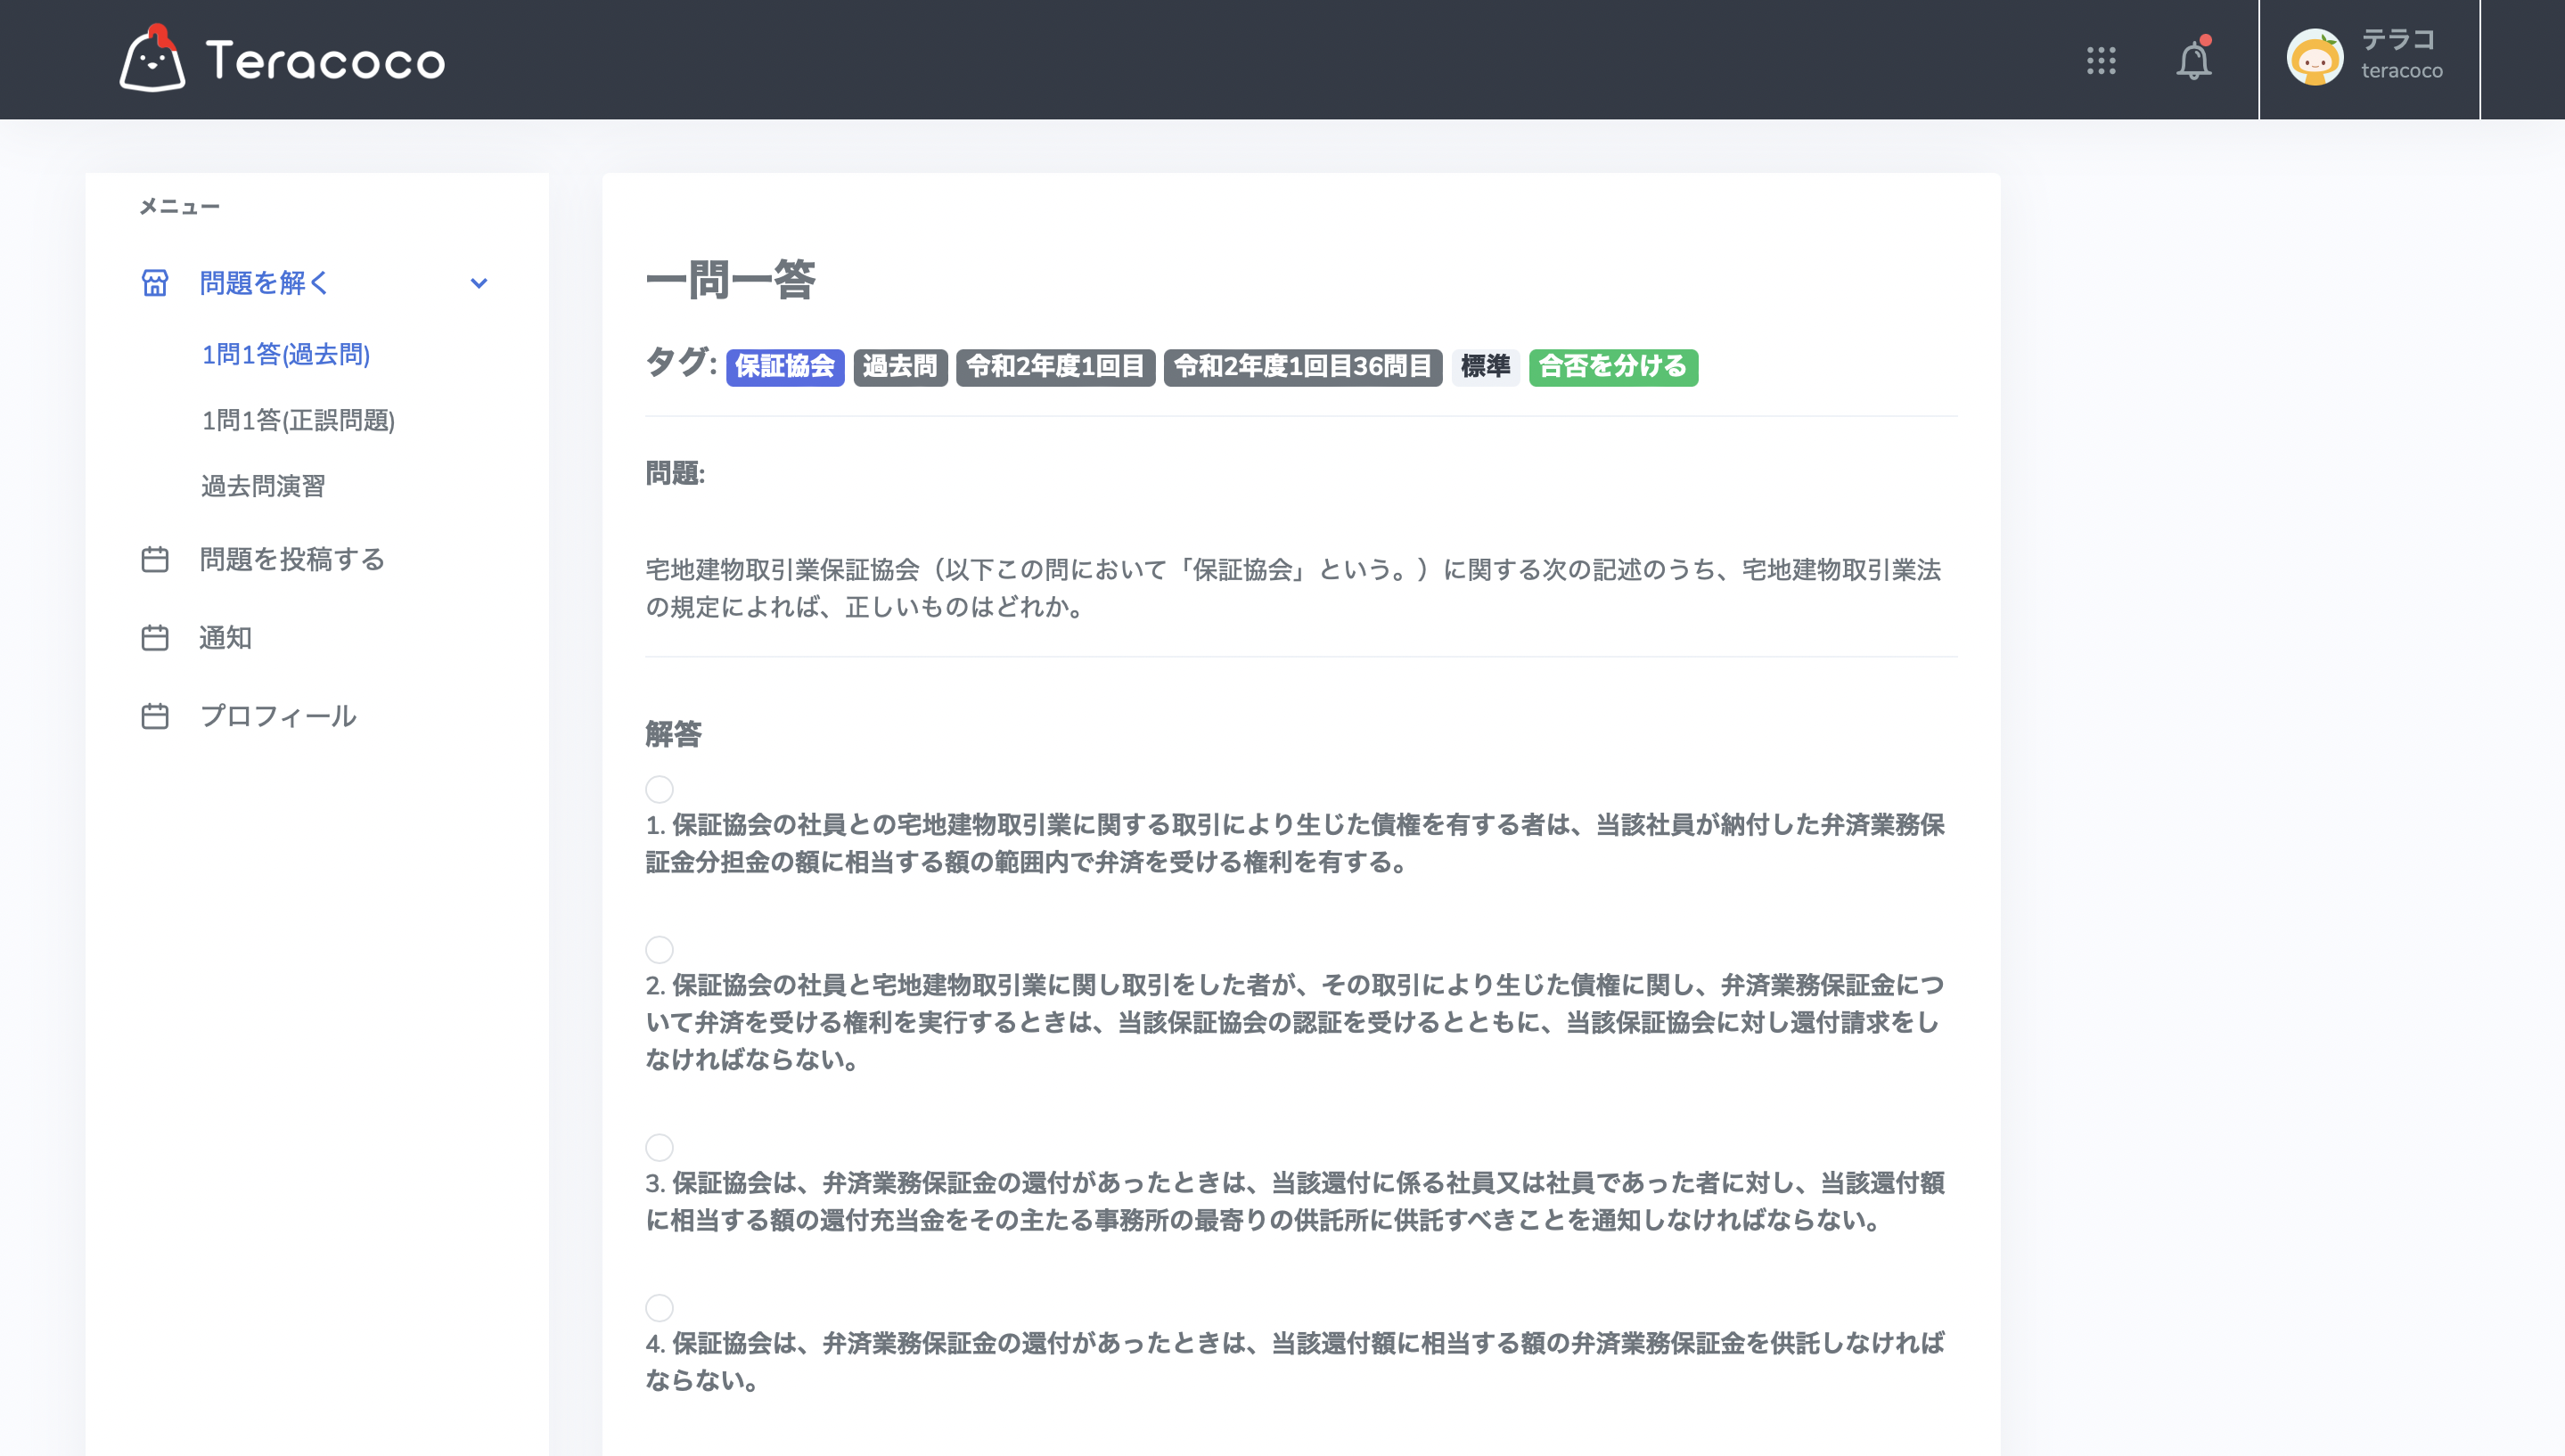 Teracoco
テラコ
teracoco
メニュー
問題を解く
1問1答(過去問)
1問1答(正誤問題)
過去問演習
問題を投稿する
通知
プロフィール
一問一答
タグ: 保証協会 過去問 令和2年度1回目 令和2年度1回目36問目 標準 合否を分ける
問題:
宅地建物取引業保証協会（以下この問において「保証協会」という。）に関する次の記述のうち、宅地建物取引業法
の規定によれば、正しいものはどれか。
解答
1. 保証協会の社員との宅地建物取引業に関する取引により生じた債権を有する者は、当該社員が納付した弁済業務保
証金分担金の額に相当する額の範囲内で弁済を受ける権利を有する。
2. 保証協会の社員と宅地建物取引業に関し取引をした者が、その取引により生じた債権に関し、弁済業務保証金につ
いて弁済を受ける権利を実行するときは、当該保証協会の認証を受けるとともに、当該保証協会に対し還付請求をし
なければならない。
3. 保証協会は、弁済業務保証金の還付があったときは、当該還付に係る社員又は社員であった者に対し、当該還付額
に相当する額の還付充当金をその主たる事務所の最寄りの供託所に供託すべきことを通知しなければならない。
4. 保証協会は、弁済業務保証金の還付があったときは、当該還付額に相当する額の弁済業務保証金を供託しなければ
ならない。